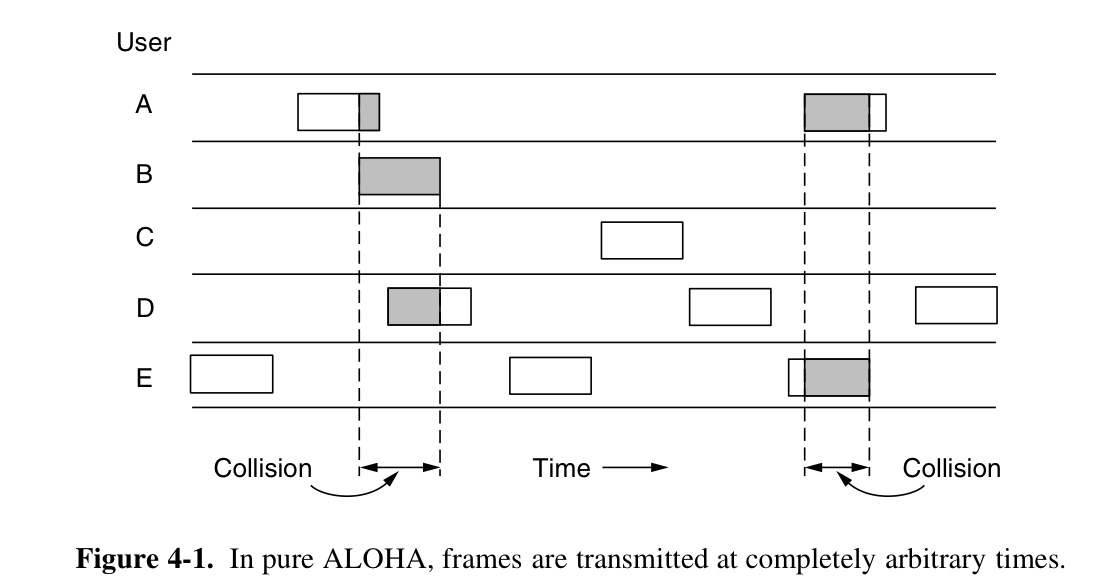 User
A
B
C
D
E
Collision
Time
Collision
Figure 4-1. In pure ALOHA, frames are transmitted at completely arbitrary times.